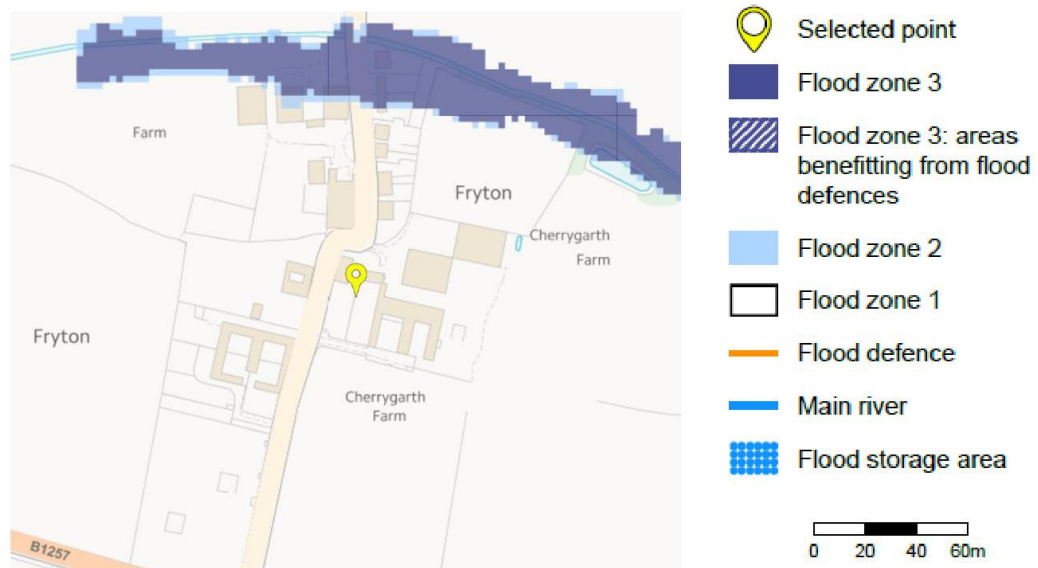 Farm
Fryton
Cherrygarth
Farm
Fryton
Cherrygarth
Farm
B1257
Selected point
Flood zone 3
Flood zone 3: areas
benefitting from flood
defences
Flood zone 2
Flood zone 1
Flood defence
Main river
Flood storage area
0 20 40 60m